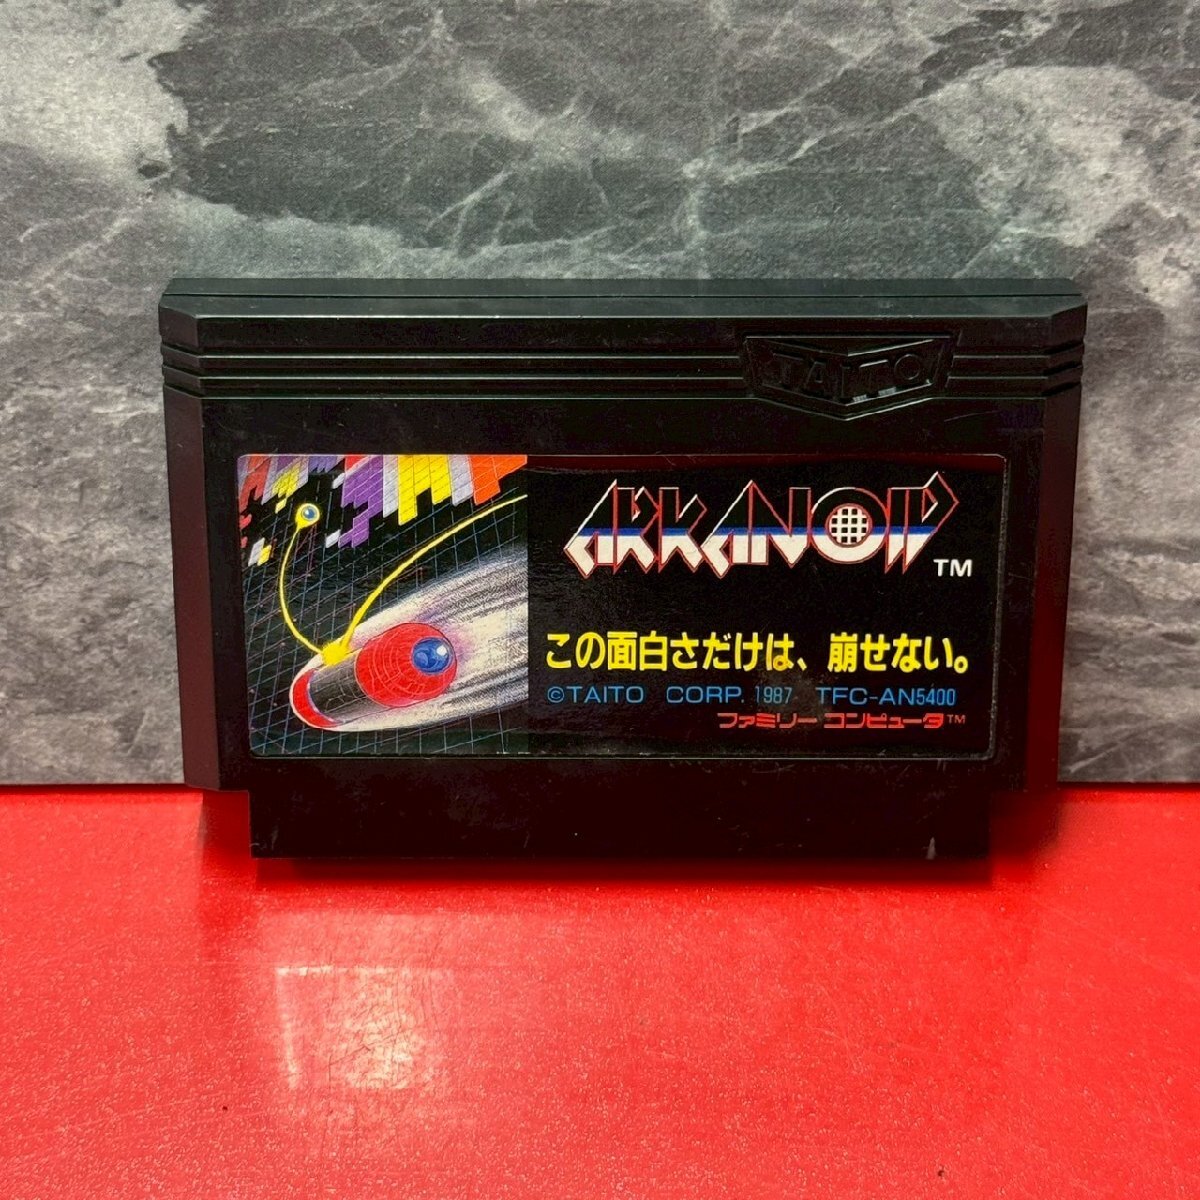 TAITO
ARKANOID
TM
この面白さだけは、崩せない。
©TAITO CORP. 1987 TFC-AN5400
ファミリーコンピュータ™